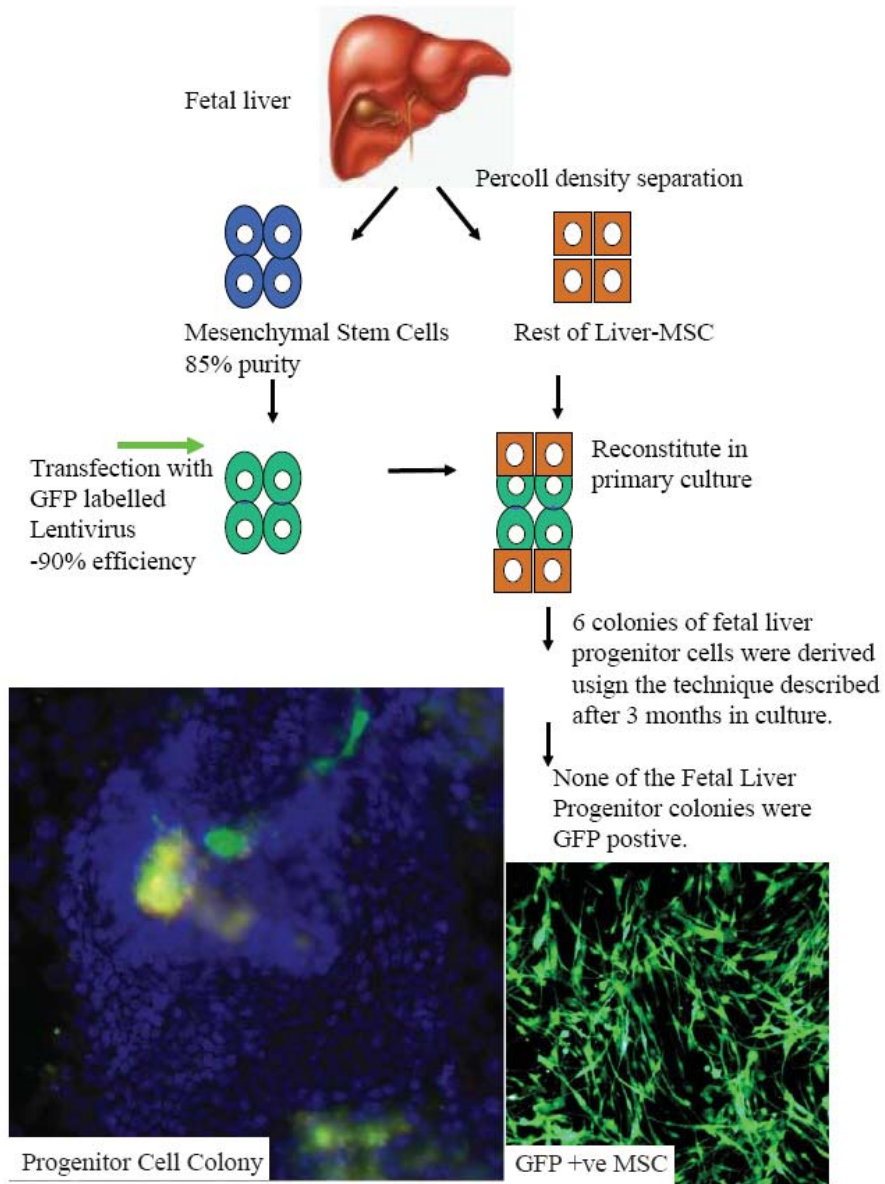 Fetal liver
Percoll density separation
Mesenchymal Stem Cells
85% purity
Rest of Liver-MSC
Transfection with
GFP labelled
Lentivirus
-90% efficiency
Reconstitute in
primary culture
6 colonies of fetal liver
progenitor cells were derived
usign the technique described
after 3 months in culture.
None of the Fetal Liver
Progenitor colonies were
GFP postive.
Progenitor Cell Colony
GFP +ve MSC